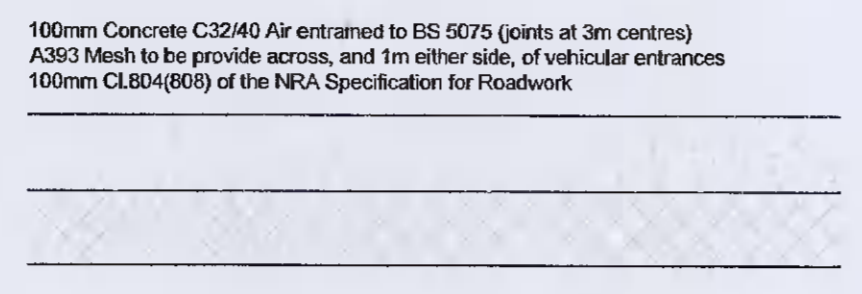 100mm Concrete C32/40 Air entrained to BS 5075 (joints at 3m centres)
A393 Mesh to be provide across, and 1m either side, of vehicular entrances
100mm Cl.804(808) of the NRA Specification for Roadwork